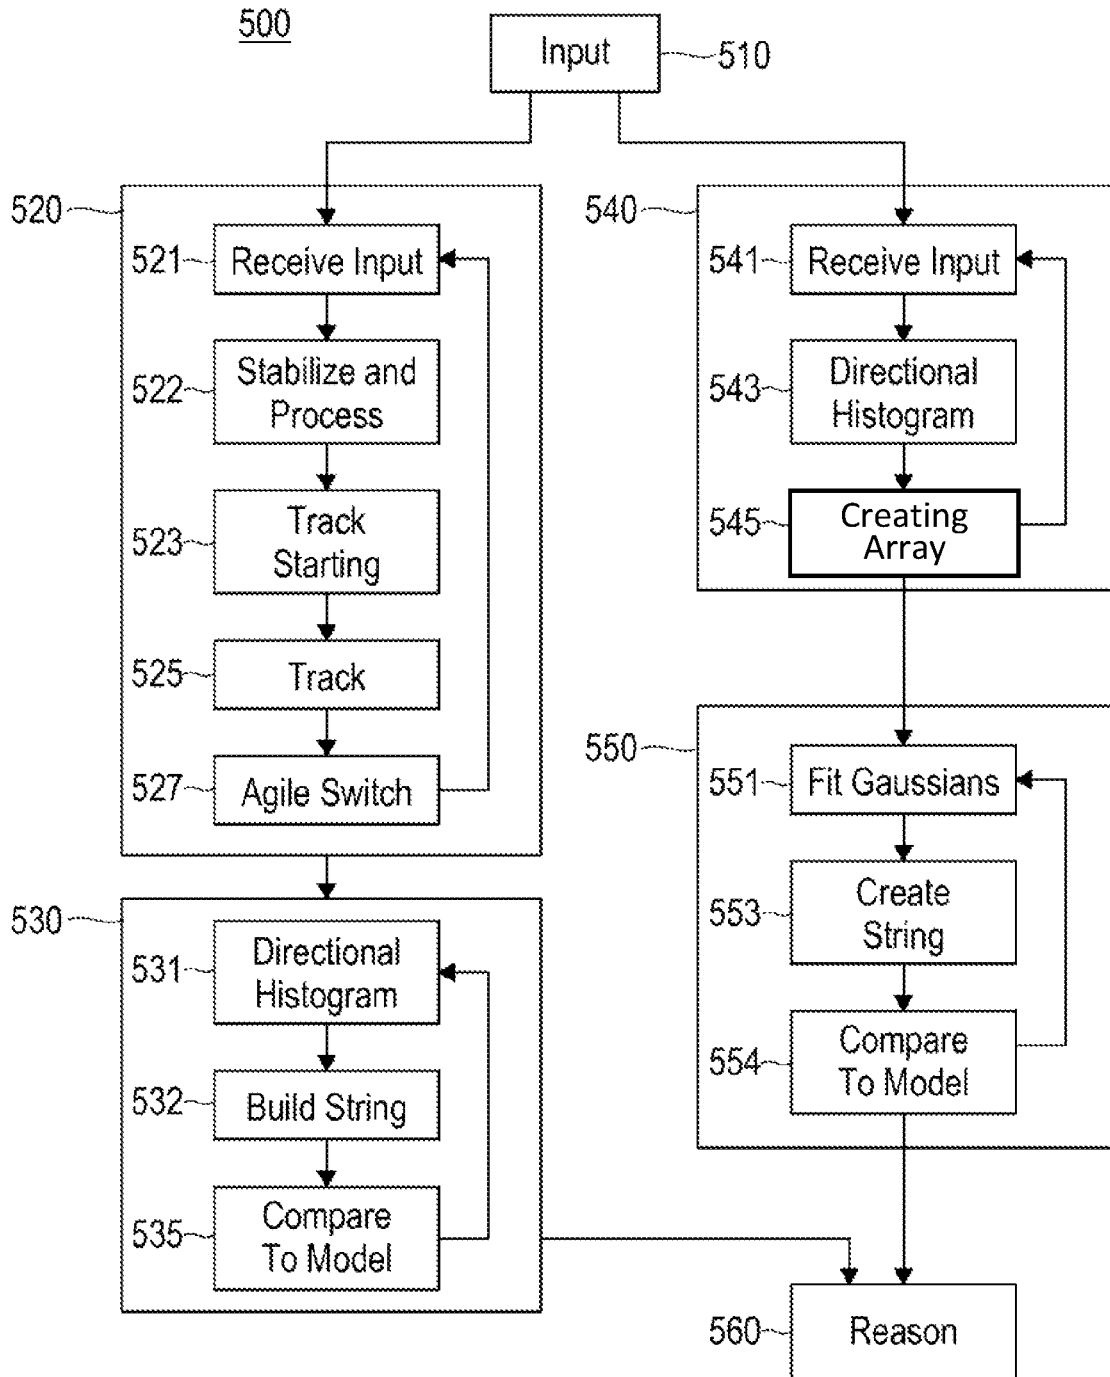 500
Input
510
520
521
Receive Input
522
Stabilize and
Process
523
Track
Starting
525
Track
527
Agile Switch
530
531
Directional
Histogram
532
Build String
535
Compare
To Model
540
541
Receive Input
543
Directional
Histogram
545
Creating
Array
550
551
Fit Gaussians
553
Create
String
554
Compare
To Model
560
Reason